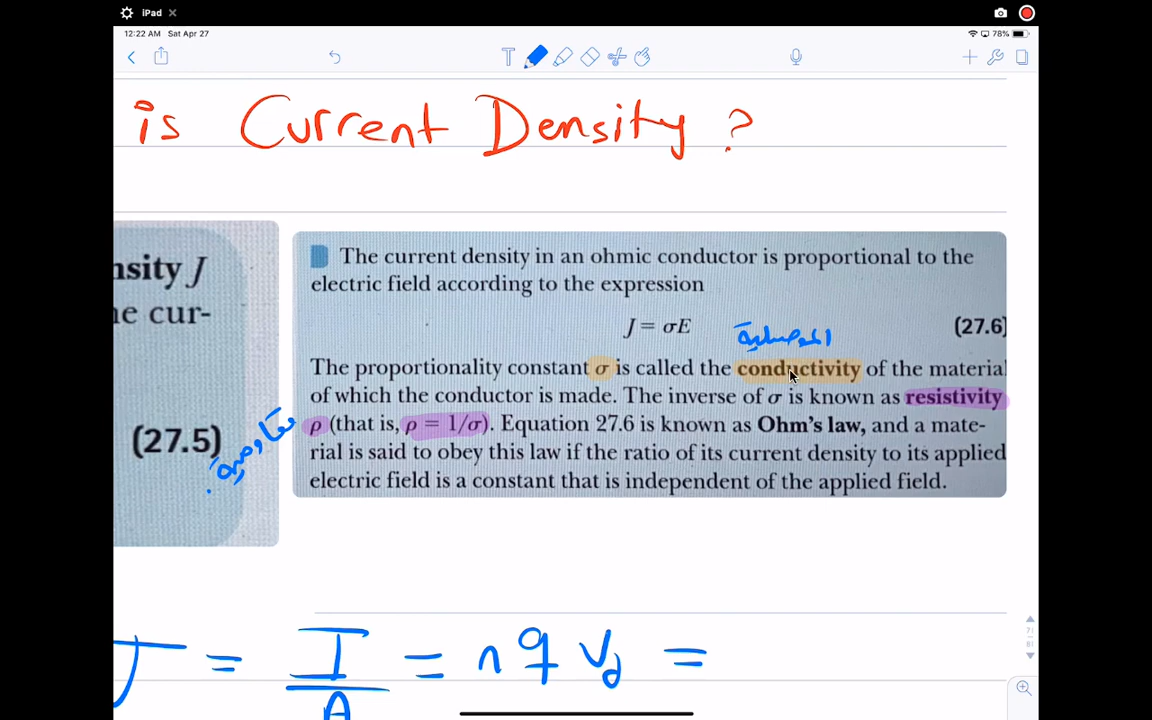 iPad
12:22 AM Sat Apr 27
78%
T
is Current Density ?
nsity J
ne cur-
(27.5)
مقاومية
The current density in an ohmic conductor is proportional to the
electric field according to the expression
J = σE
(27.6)
الموصلية
The proportionality constant σ is called the conductivity of the material
of which the conductor is made. The inverse of σ is known as resistivity
ρ (that is, ρ = 1/σ). Equation 27.6 is known as Ohm's law, and a mate-
rial is said to obey this law if the ratio of its current density to its applied
electric field is a constant that is independent of the applied field.
J = I/A = n q vd =
71
81